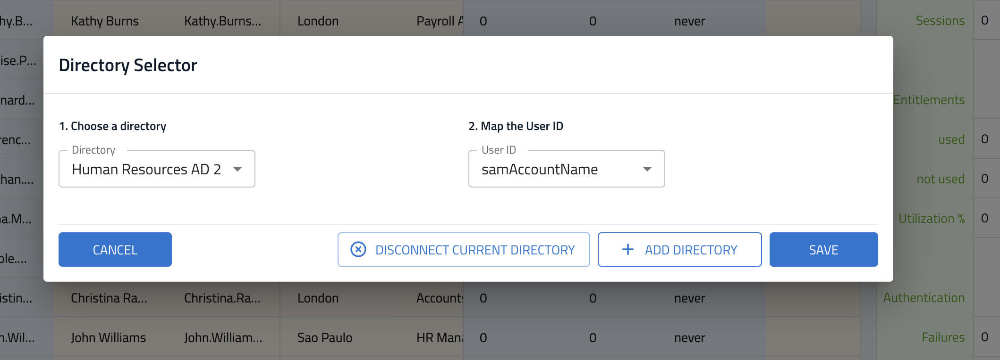 hy.B... Kathy Burns Kathy.Burns... London Payroll A 0 0 never Sessions 0
ise.P...
nard... Entitlements
renc... used 0
han.... not used 0
a.M... Utilization % 0
ole....
Directory Selector
1. Choose a directory
Directory
Human Resources AD 2
2. Map the User ID
User ID
samAccountName
CANCEL DISCONNECT CURRENT DIRECTORY + ADD DIRECTORY SAVE
istin... Christina Ra... Christina.Ra... London Accounts 0 0 never Authentication
n.Wil... John Williams John.William... Sao Paulo HR Mana 0 0 never Failures 0